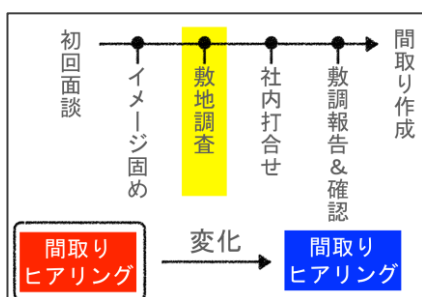 初回面談
イメージ固め
敷地調査
社内打合せ
敷調報告&確認
間取り作成
間取り
ヒアリング
変化
間取り
ヒアリング